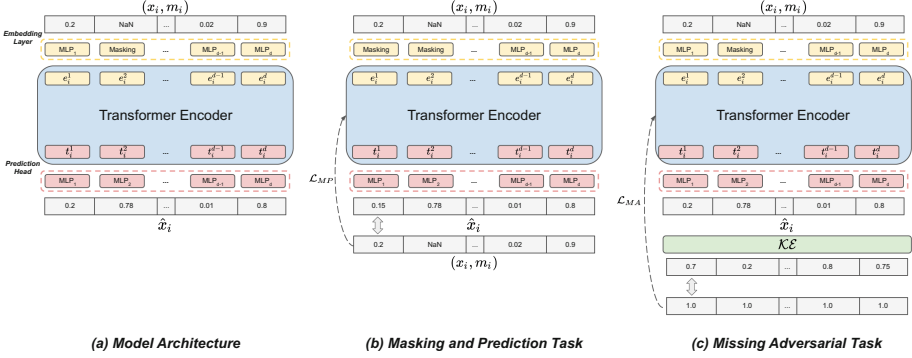 (x_i, m_i)
0.2 NaN ... 0.02 0.9
Embedding Layer
MLP_1 Masking ... MLP_{d-1} MLP_d
e_i^1 e_i^2 ... e_i^{d-1} e_i^d
Transformer Encoder
t_i^1 t_i^2 ... t_i^{d-1} t_i^d
Prediction Head
MLP_1 MLP_2 ... MLP_{d-1} MLP_d
0.2 0.78 ... 0.01 0.8
x̂_i
(a) Model Architecture
(x_i, m_i)
0.2 NaN ... 0.02 0.9
Masking Masking ... MLP_{d-1} MLP_d
e_i^1 e_i^2 ... e_i^{d-1} e_i^d
Transformer Encoder
t_i^1 t_i^2 ... t_i^{d-1} t_i^d
ℒ_{MP}
MLP_1 MLP_2 ... MLP_{d-1} MLP_d
0.15 0.78 ... 0.01 0.8
x̂_i
0.2 NaN ... 0.02 0.9
(x_i, m_i)
(b) Masking and Prediction Task
(x_i, m_i)
0.2 NaN ... 0.02 0.9
MLP_1 Masking ... MLP_{d-1} MLP_d
e_i^1 e_i^2 ... e_i^{d-1} e_i^d
Transformer Encoder
t_i^1 t_i^2 ... t_i^{d-1} t_i^d
MLP_1 MLP_2 ... MLP_{d-1} MLP_d
ℒ_{MA}
0.2 0.78 ... 0.01 0.8
x̂_i
𝒦ℰ
0.7 0.2 ... 0.8 0.75
1.0 1.0 ... 1.0 1.0
(c) Missing Adversarial Task